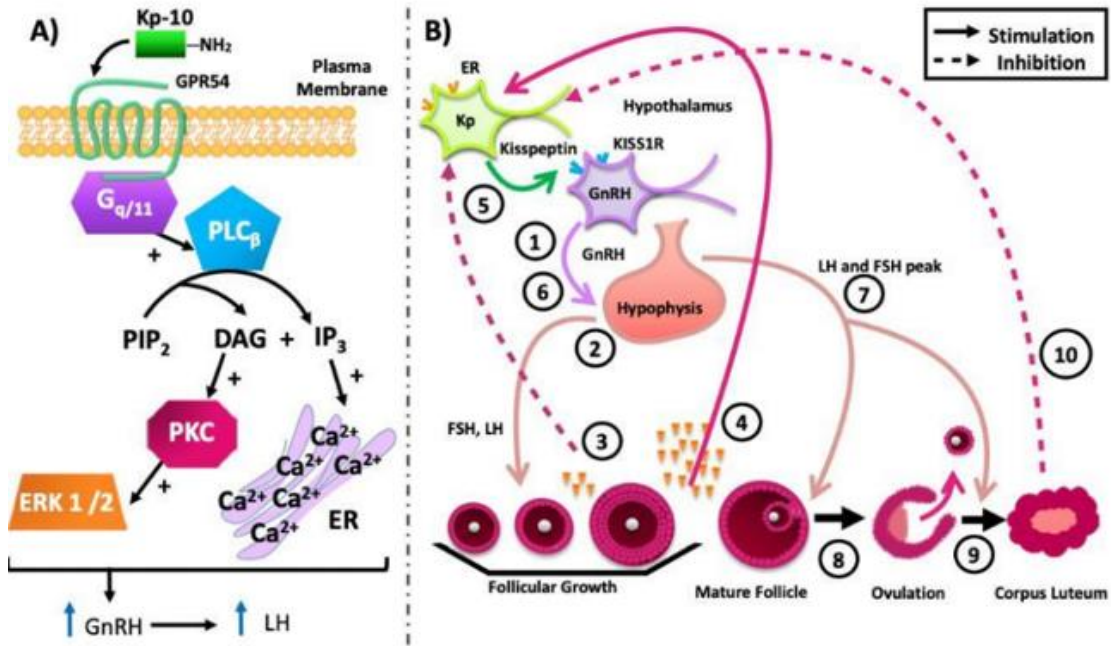 A)
Kp-10
–NH₂
GPR54
Plasma
Membrane
Gq/11
+
PLCβ
PIP₂
DAG + IP₃
+
+
PKC
+
ERK 1 /2
Ca²⁺
Ca²⁺
Ca²⁺
Ca²⁺
Ca²⁺
Ca²⁺
ER
GnRH
LH
B)
Stimulation
Inhibition
ER
Kp
Hypothalamus
Kisspeptin
KISS1R
GnRH
5
1
GnRH
6
Hypophysis
LH and FSH peak
7
2
10
FSH, LH
3
4
8
9
Follicular Growth
Mature Follicle
Ovulation
Corpus Luteum